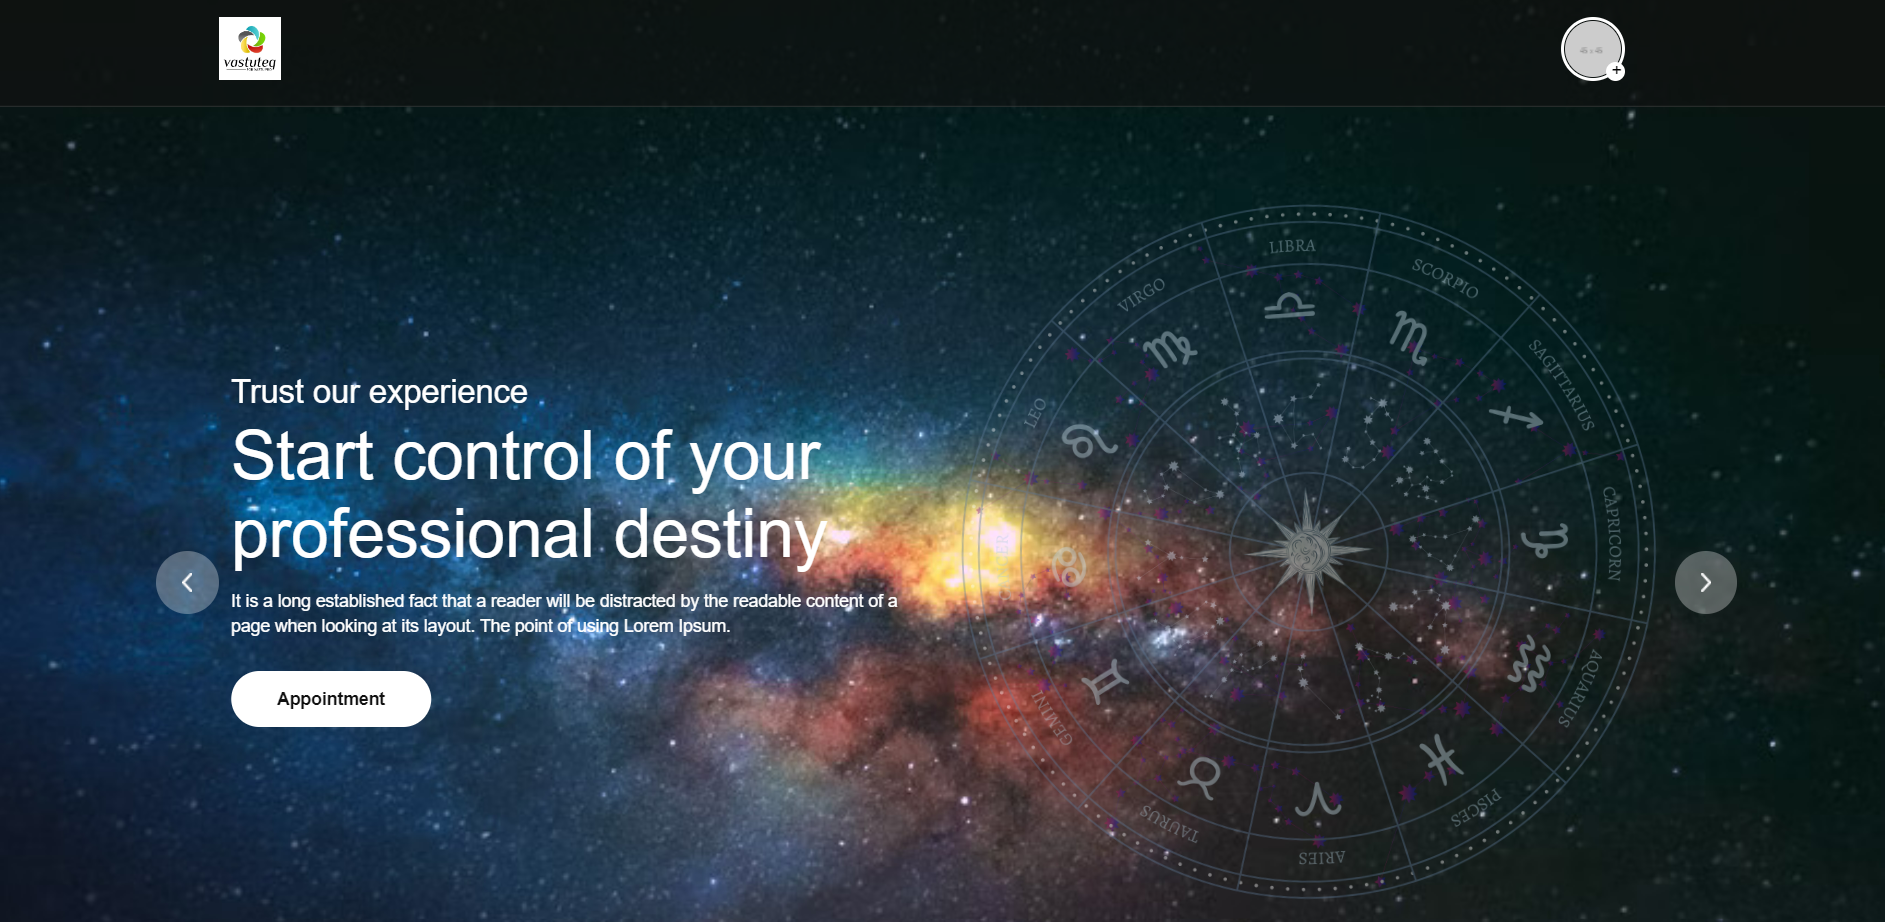 vastuteq
Trust our experience
Start control of your
professional destiny
It is a long established fact that a reader will be distracted by the readable content of a
page when looking at its layout. The point of using Lorem Ipsum.
Appointment
LIBRA
SCORPIO
SAGITTARIUS
CAPRICORN
AQUARIUS
PISCES
ARIES
TAURUS
GEMINI
LEO
VIRGO